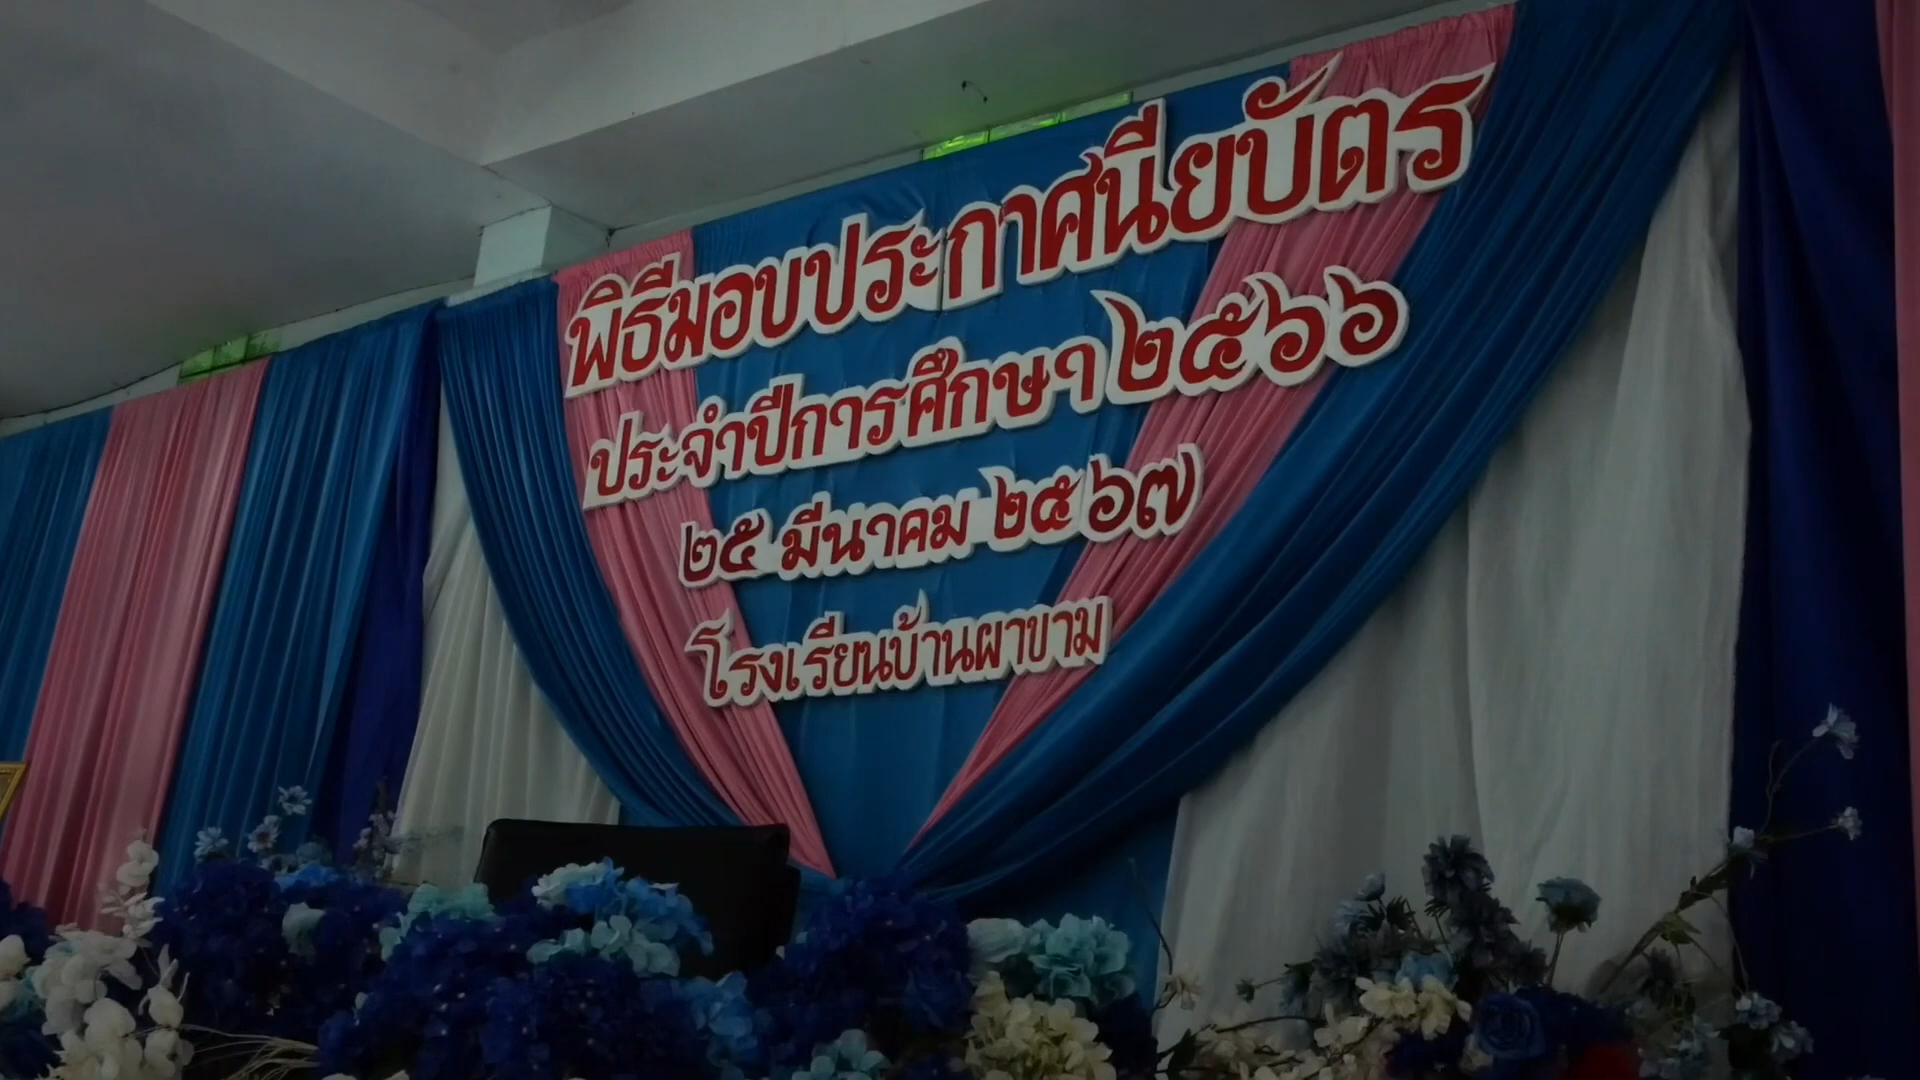 พิธีมอบประกาศนียบัตร
ประจำปีการศึกษา ๒๕๖๖
๒๕ มีนาคม ๒๕๖๗
โรงเรียนบ้านผาขาม